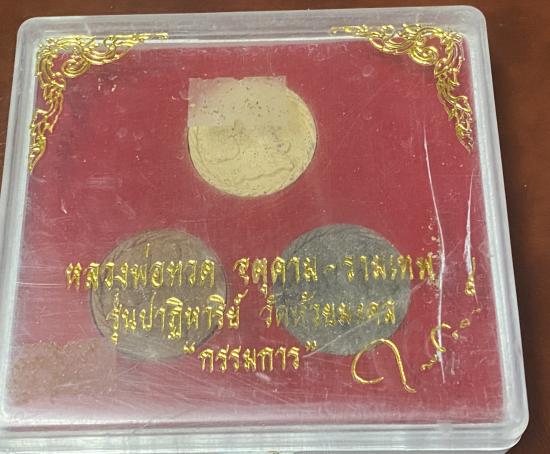 หลวงพ่อทวด จตุคาม-รามเทพ
รุ่นปาฏิหาริย์ วัดห้วยมงคล
"กรรมการ"